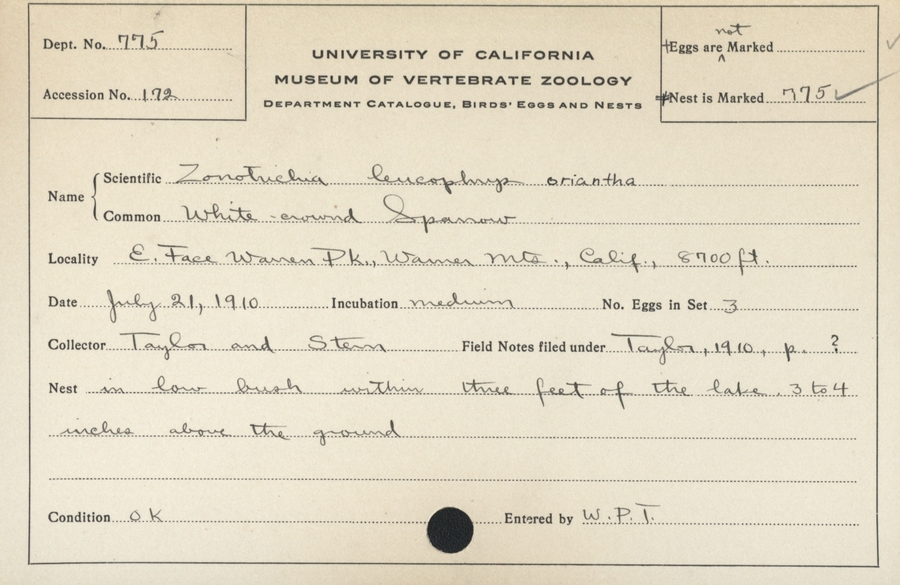 Dept. No. 775
Accession No. 172
UNIVERSITY OF CALIFORNIA
MUSEUM OF VERTEBRATE ZOOLOGY
DEPARTMENT CATALOGUE, BIRDS' EGGS AND NESTS
not
Eggs are ^ Marked
Nest is Marked 775 ✓
Name
Scientific Zonotrichia leucophrys oriantha
Common White-crownd Sparrow
Locality E. Face Warren Pk., Warner Mts., Calif., 8700 ft.
Date July 21, 1910 Incubation medium No. Eggs in Set 3
Collector Taylor and Stern Field Notes filed under Taylor, 1910, p. ?
Nest in low bush within three feet of the lake. 3 to 4
inches above the ground
Condition OK Entered by W.P.T.